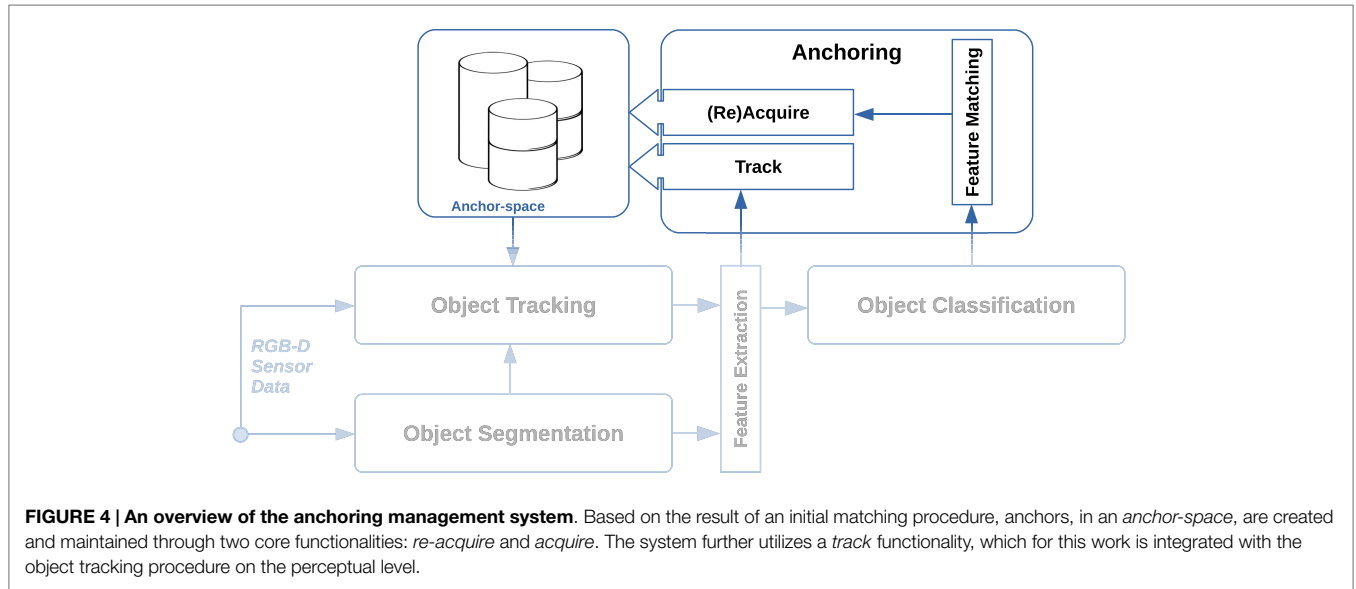 Anchoring
(Re)Acquire
Track
Feature Matching
Anchor-space
Object Tracking
Feature Extraction
Object Classification
RGB-D
Sensor
Data
Object Segmentation
FIGURE 4 | An overview of the anchoring management system. Based on the result of an initial matching procedure, anchors, in an anchor-space, are created
and maintained through two core functionalities: re-acquire and acquire. The system further utilizes a track functionality, which for this work is integrated with the
object tracking procedure on the perceptual level.